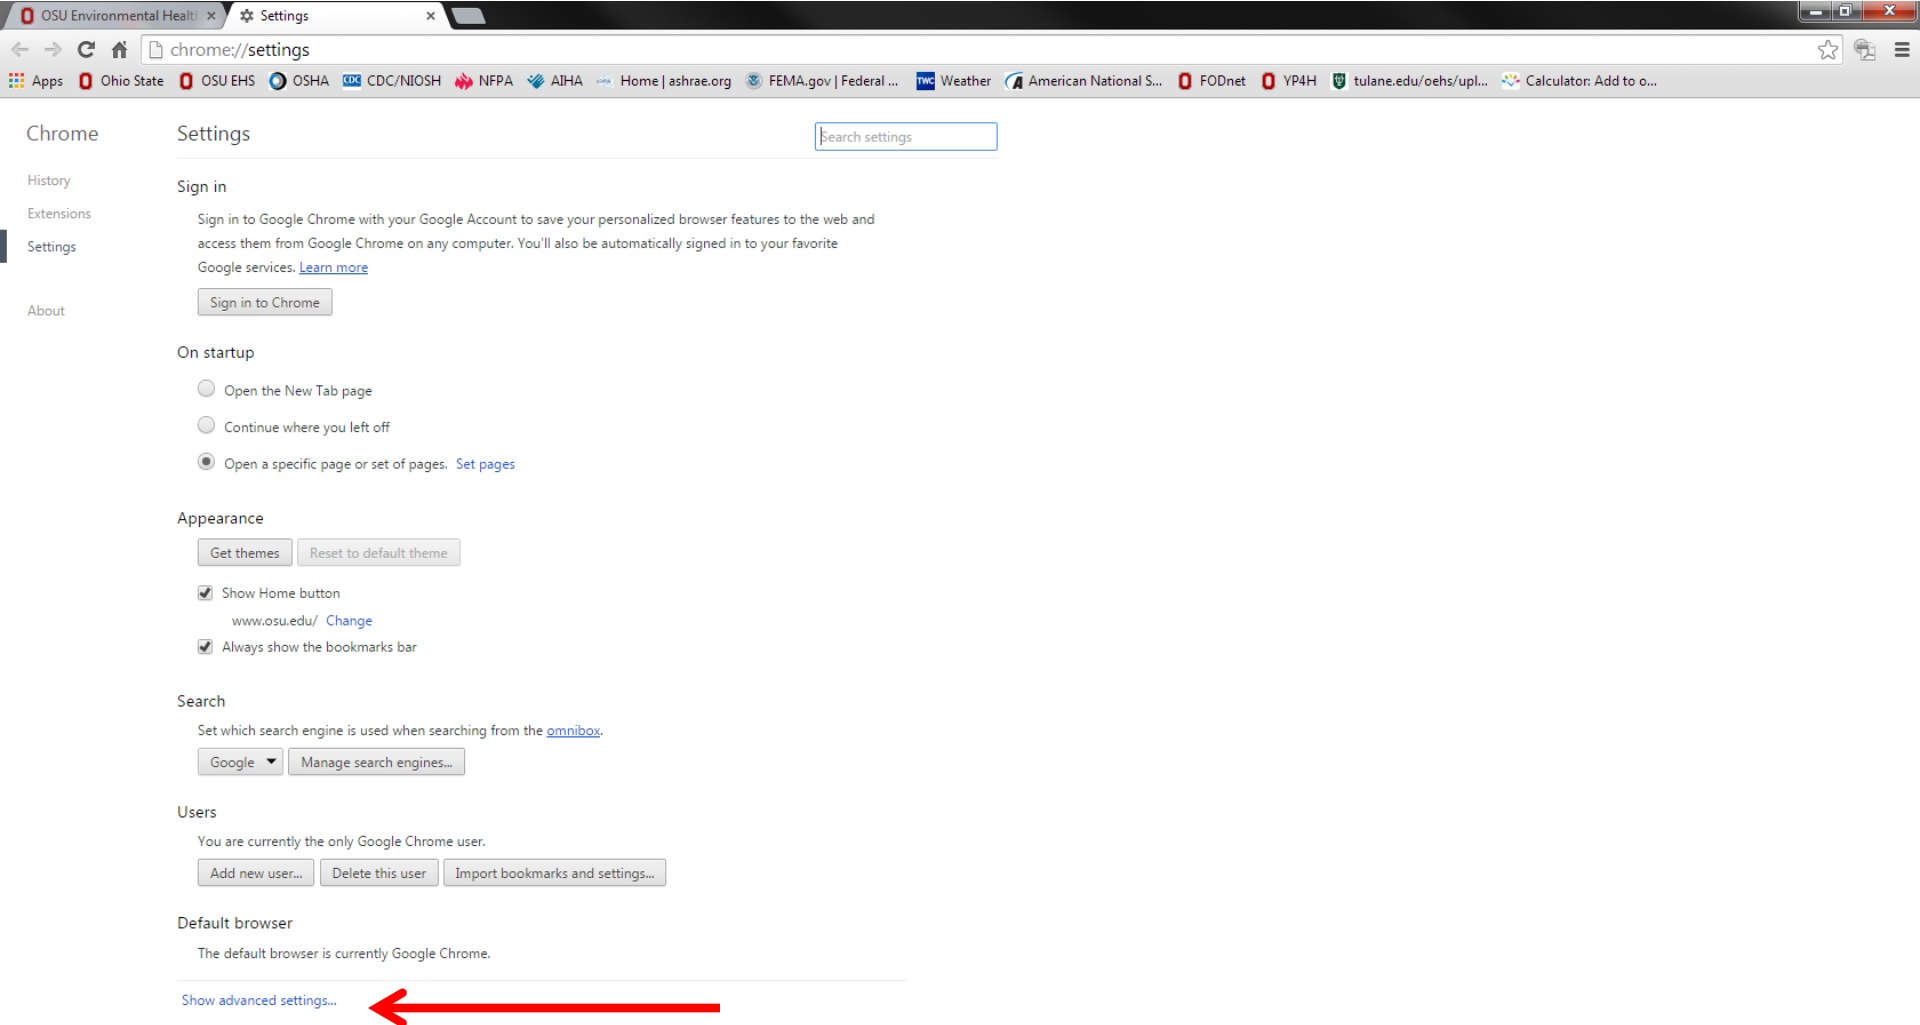 OSU Environmental Healt
Settings
chrome://settings
Apps Ohio State OSU EHS OSHA CDC CDC/NIOSH NFPA AIHA Home | ashrae.org FEMA.gov | Federal ... TWC Weather American National S... FODnet YP4H tulane.edu/oehs/upl... Calculator: Add to o...
Chrome
History
Extensions
Settings
About
Settings
Search settings
Sign in
Sign in to Google Chrome with your Google Account to save your personalized browser features to the web and
access them from Google Chrome on any computer. You'll also be automatically signed in to your favorite
Google services. Learn more
Sign in to Chrome
On startup
Open the New Tab page
Continue where you left off
Open a specific page or set of pages. Set pages
Appearance
Get themes Reset to default theme
Show Home button
www.osu.edu/ Change
Always show the bookmarks bar
Search
Set which search engine is used when searching from the omnibox.
Google Manage search engines...
Users
You are currently the only Google Chrome user.
Add new user... Delete this user Import bookmarks and settings...
Default browser
The default browser is currently Google Chrome.
Show advanced settings...